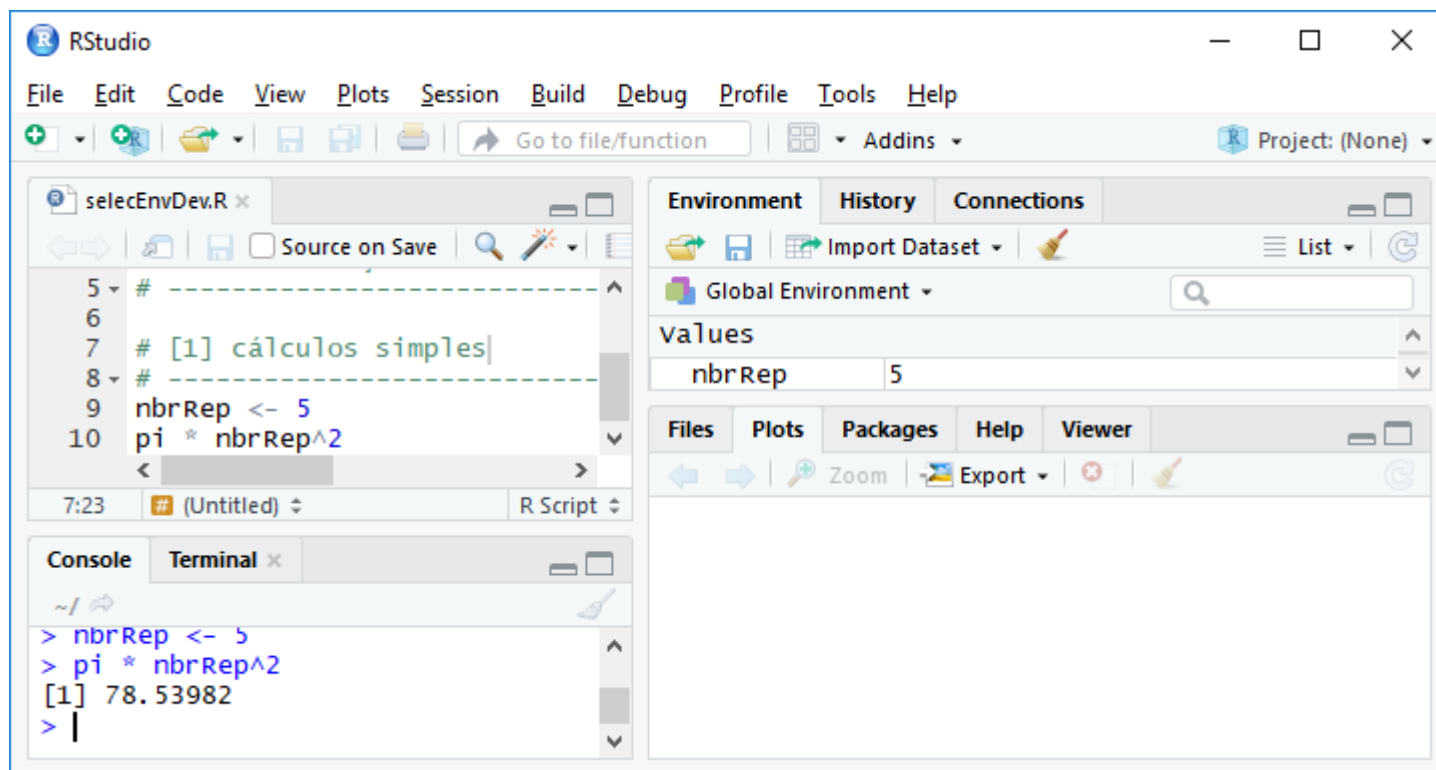 RStudio
File Edit Code View Plots Session Build Debug Profile Tools Help
Go to file/function Addins Project: (None)
selecEnvDev.R
Source on Save
5 # ---------------------------
6
7 # [1] cálculos simples
8 # ---------------------------
9 nbrRep <- 5
10 pi * nbrRep^2
7:23 # (Untitled) R Script
Console Terminal
~/
> nbrRep <- 5
> pi * nbrRep^2
[1] 78.53982
>
Environment History Connections
Import Dataset List
Global Environment
Values
nbrRep 5
Files Plots Packages Help Viewer
Zoom Export